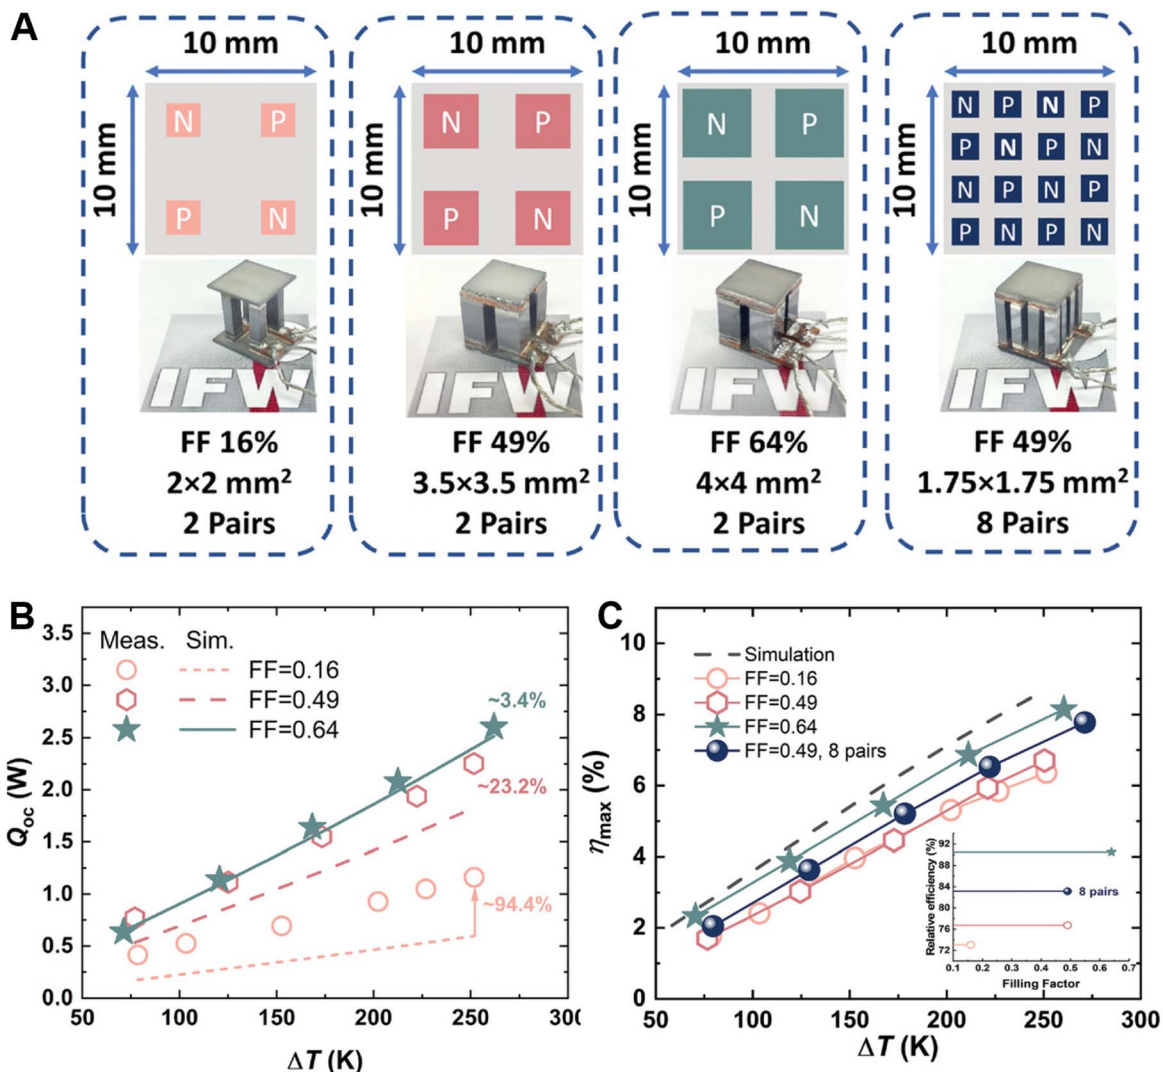 A
10 mm
10 mm
10 mm
10 mm
10 mm
10 mm
10 mm
10 mm
N P
P N
N P
P N
N P
P N
N P N P
P N P N
N P N P
P N P N
IFW
IFW
IFW
IFW
FF 16%
2×2 mm²
2 Pairs
FF 49%
3.5×3.5 mm²
2 Pairs
FF 64%
4×4 mm²
2 Pairs
FF 49%
1.75×1.75 mm²
8 Pairs
B
Meas. Sim.
FF=0.16
FF=0.49
FF=0.64
~3.4%
~23.2%
~94.4%
3.5
3.0
2.5
2.0
1.5
1.0
0.5
0.0
Qoc (W)
50 100 150 200 250 300
ΔT (K)
C
Simulation
FF=0.16
FF=0.49
FF=0.64
FF=0.49, 8 pairs
10
8
6
4
2
0
ηmax (%)
50 100 150 200 250 300
ΔT (K)
Relative efficiency (%)
92
88
84
80
76
72
8 pairs
0.1 0.2 0.3 0.4 0.5 0.6 0.7
Filling Factor